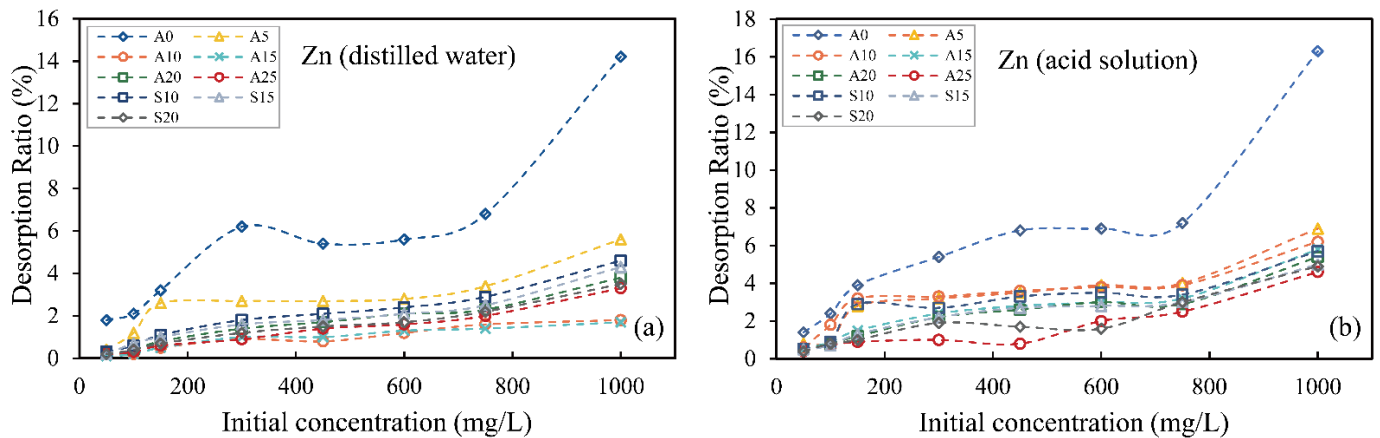 16
14
12
10
8
6
4
2
0
Desorption Ratio (%)
A0 A5
A10 A15
A20 A25
S10 S15
S20
Zn (distilled water)
(a)
0 200 400 600 800 1000
Initial concentration (mg/L)
18
16
14
12
10
8
6
4
2
0
Desorption Ratio (%)
A0 A5
A10 A15
A20 A25
S10 S15
S20
Zn (acid solution)
(b)
0 200 400 600 800 1000
Initial concentration (mg/L)